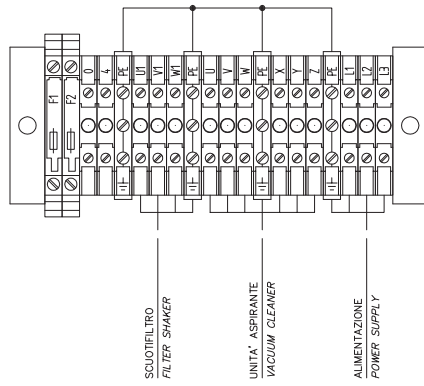 F1
F2
0
4
PE
U1
V1
W1
PE
U
V
W
PE
X
Y
Z
PE
L1
L2
L3
SCUOTIFILTRO
FILTER SHAKER
UNITA' ASPIRANTE
VACUUM CLEANER
ALIMENTAZIONE
POWER SUPPLY